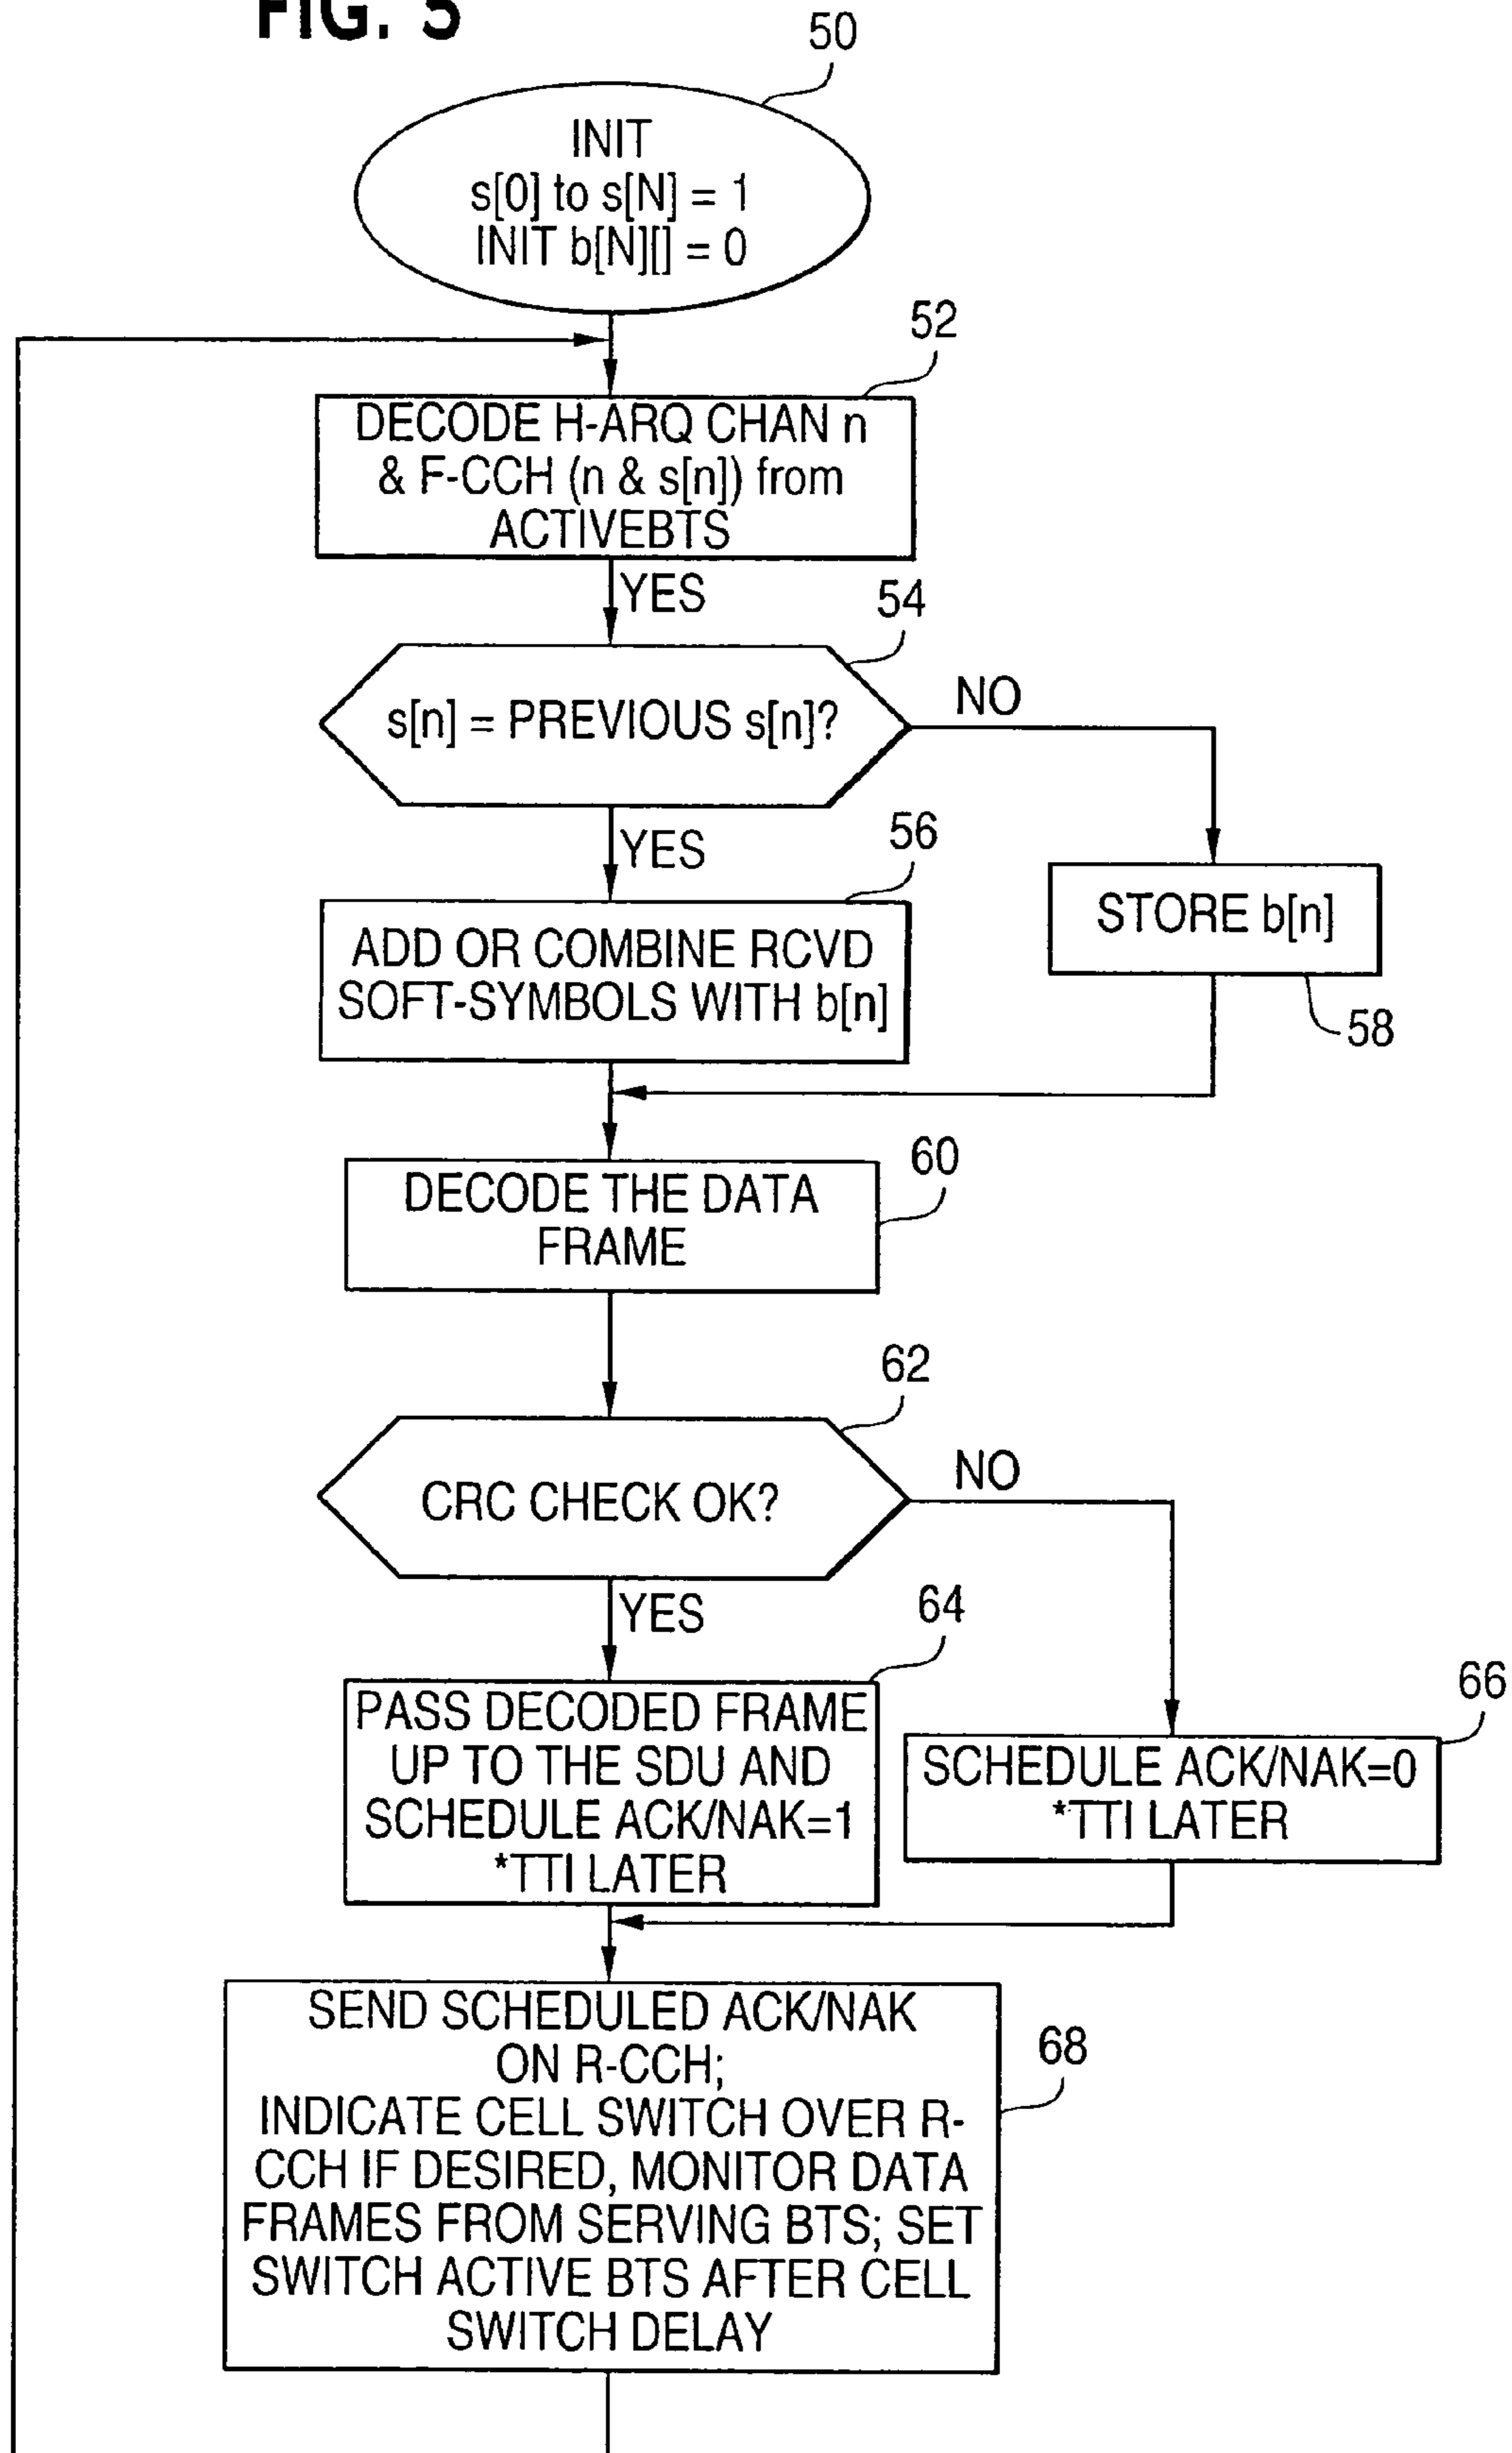 FIG. 5
50
INIT
s[0] to s[N] = 1
INIT b[N][] = 0
52
DECODE H-ARQ CHAN n
& F-CCH (n & s[n]) from
ACTIVEBTS
YES
54
s[n] = PREVIOUS s[n]?
NO
YES
56
ADD OR COMBINE RCVD
SOFT-SYMBOLS WITH b[n]
STORE b[n]
58
60
DECODE THE DATA
FRAME
62
CRC CHECK OK?
NO
YES
64
PASS DECODED FRAME
UP TO THE SDU AND
SCHEDULE ACK/NAK=1
*TTI LATER
66
SCHEDULE ACK/NAK=0
*TTI LATER
68
SEND SCHEDULED ACK/NAK
ON R-CCH;
INDICATE CELL SWITCH OVER R-
CCH IF DESIRED, MONITOR DATA
FRAMES FROM SERVING BTS; SET
SWITCH ACTIVE BTS AFTER CELL
SWITCH DELAY